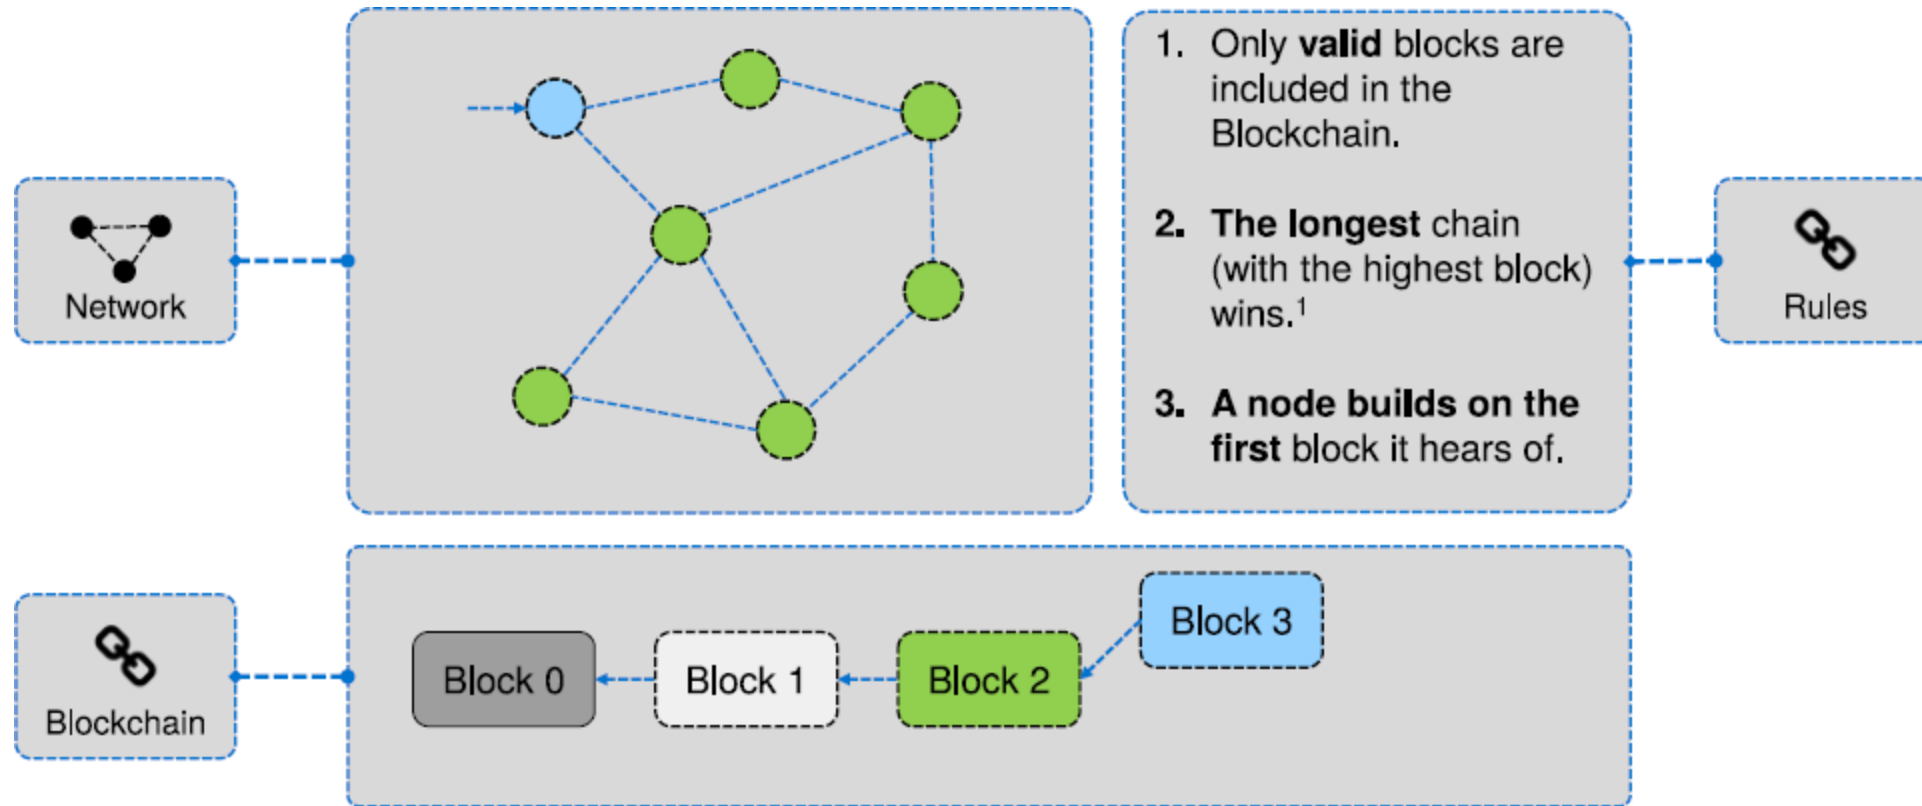 Network
1. Only valid blocks are
included in the
Blockchain.
2. The longest chain
(with the highest block)
wins.¹
3. A node builds on the
first block it hears of.
Rules
Blockchain
Block 0
Block 1
Block 2
Block 3